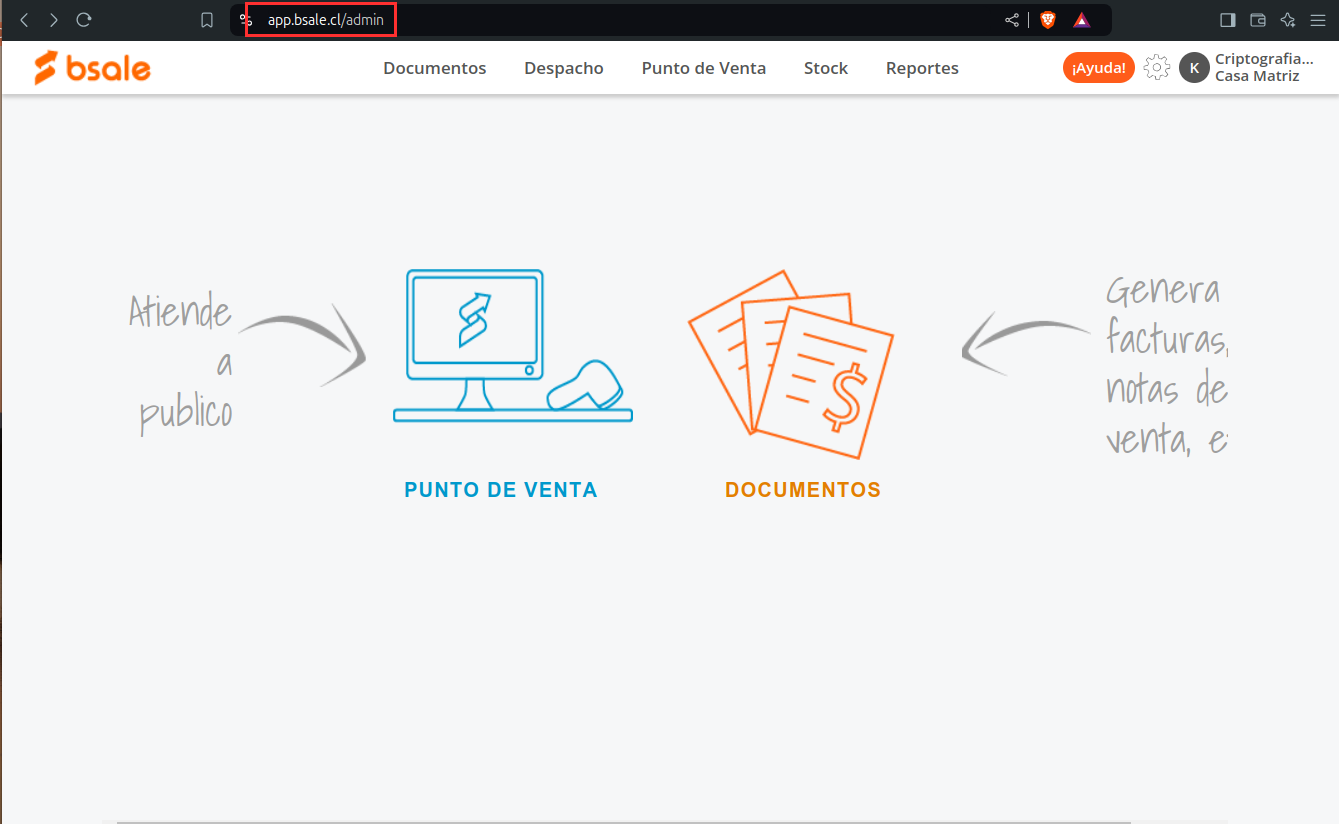 app.bsale.cl/admin
bsale
Documentos
Despacho
Punto de Venta
Stock
Reportes
¡Ayuda!
K
Criptografia...
Casa Matriz
Atiende
a
publico
$
Genera
facturas,
notas de
venta, e
PUNTO DE VENTA
DOCUMENTOS